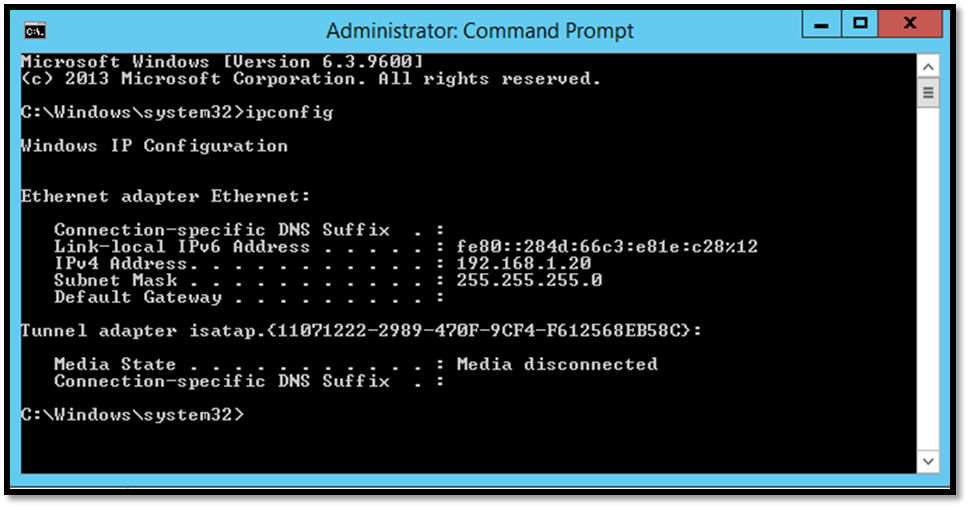 Administrator: Command Prompt
Microsoft Windows [Version 6.3.9600]
(c) 2013 Microsoft Corporation. All rights reserved.
C:\Windows\system32>ipconfig
Windows IP Configuration
Ethernet adapter Ethernet:
Connection-specific DNS Suffix . :
Link-local IPv6 Address . . . . . : fe80::284d:66c3:e81e:c28%12
IPv4 Address. . . . . . . . . . . : 192.168.1.20
Subnet Mask . . . . . . . . . . . : 255.255.255.0
Default Gateway . . . . . . . . . :
Tunnel adapter isatap.{11071222-2989-470F-9CF4-F612568EB58C}:
Media State . . . . . . . . . . . : Media disconnected
Connection-specific DNS Suffix . :
C:\Windows\system32>